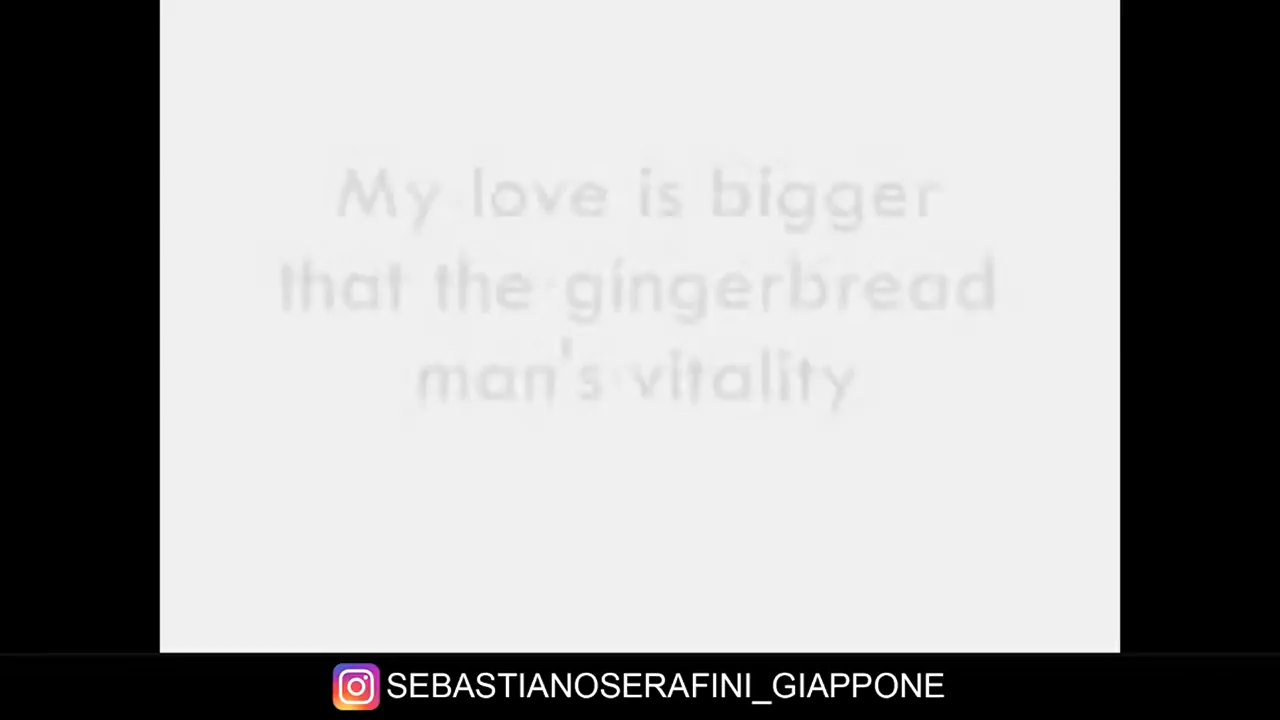 My love is bigger
that the gingerbread
man's vitality
SEBASTIANOSERAFINI_GIAPPONE